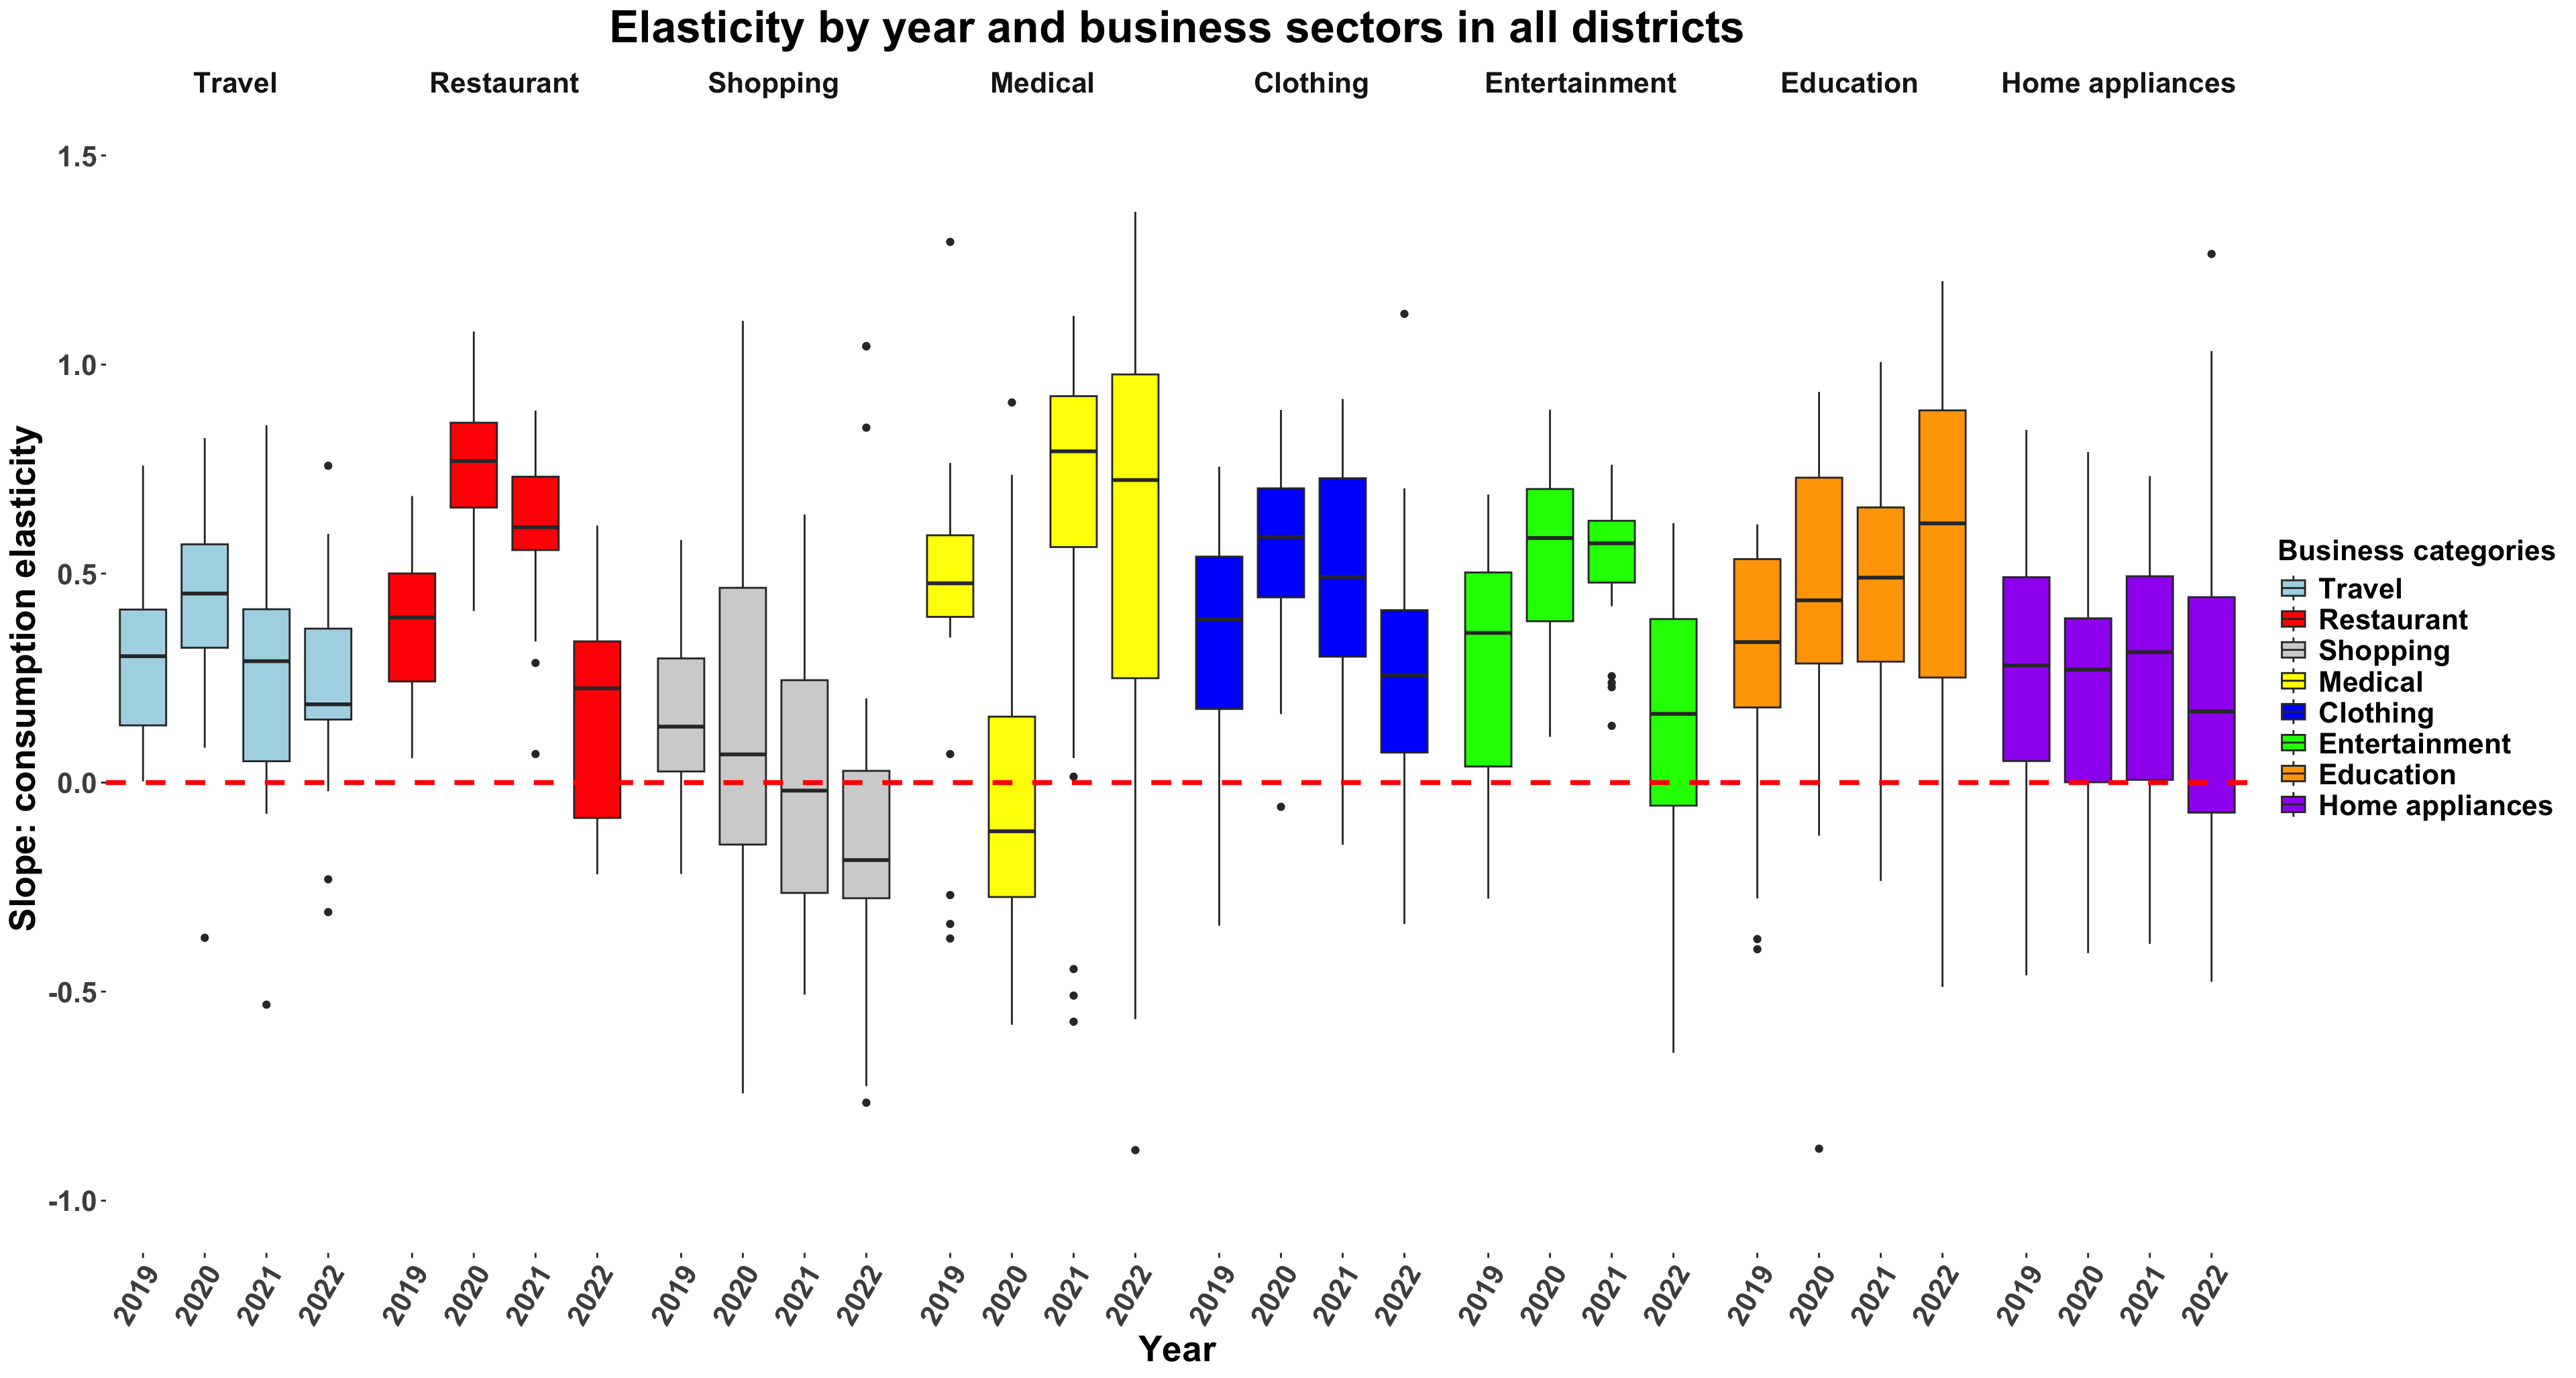 Elasticity by year and business sectors in all districts
Travel Restaurant Shopping Medical Clothing Entertainment Education Home appliances
Slope: consumption elasticity
1.5
1.0
0.5
0.0
-0.5
-1.0
2019 2020 2021 2022 2019 2020 2021 2022 2019 2020 2021 2022 2019 2020 2021 2022 2019 2020 2021 2022 2019 2020 2021 2022 2019 2020 2021 2022 2019 2020 2021 2022
Year
Business categories
Travel
Restaurant
Shopping
Medical
Clothing
Entertainment
Education
Home appliances